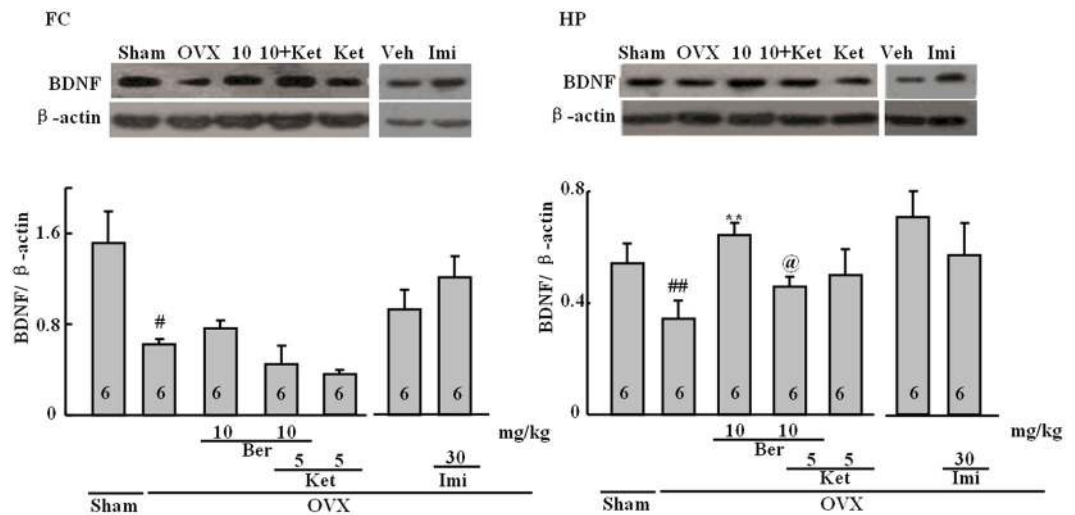 FC
Sham OVX 10 10+Ket Ket Veh Imi
BDNF
β-actin
BDNF/ β-actin
1.6
0.8
0
#
6 6 6 6 6 6 6
10 10 mg/kg
Ber
5 5 30
Ket Imi
Sham OVX
HP
Sham OVX 10 10+Ket Ket Veh Imi
BDNF
β-actin
BDNF/ β-actin
0.8
0.4
0
##
**
@
6 6 6 6 6 6 6
10 10 mg/kg
Ber
5 5 30
Ket Imi
Sham OVX